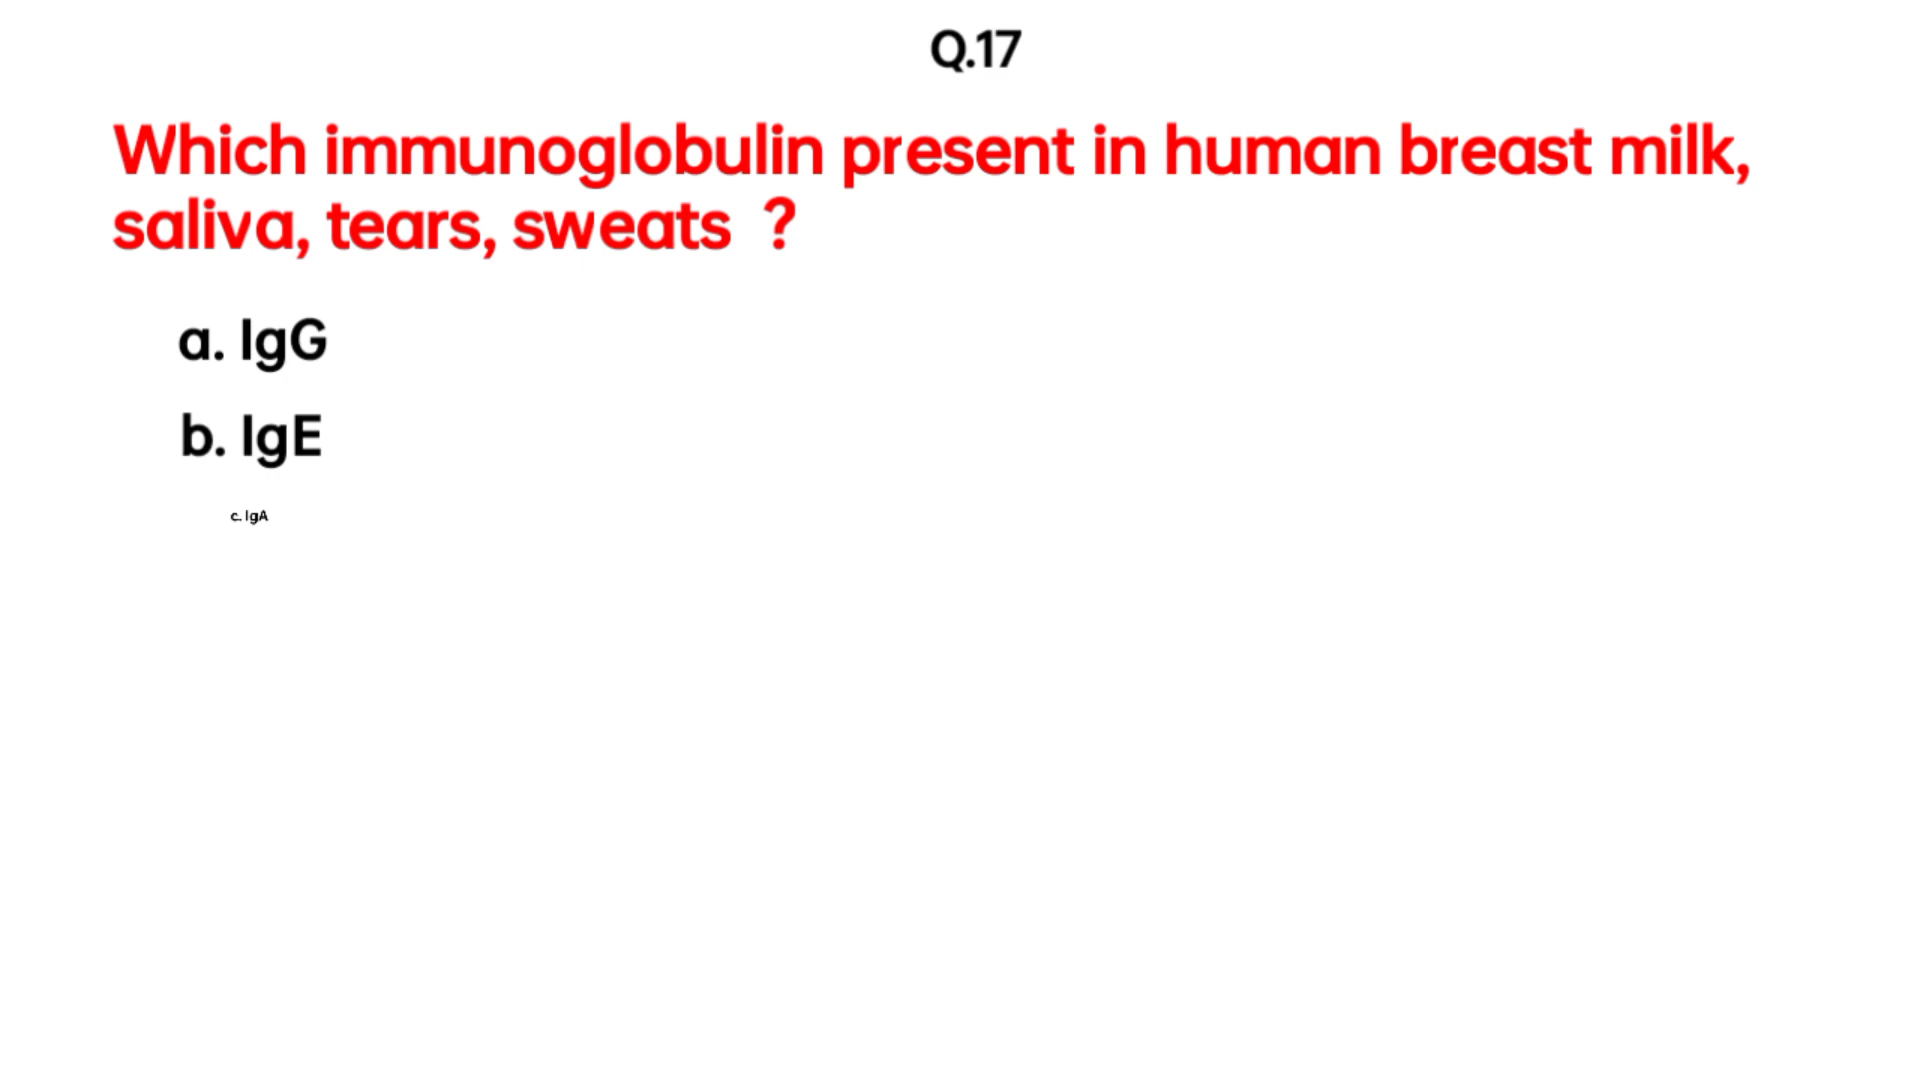 Q.17
Which immunoglobulin present in human breast milk,
saliva, tears, sweats ?
a. IgG
b. IgE
c. IgA